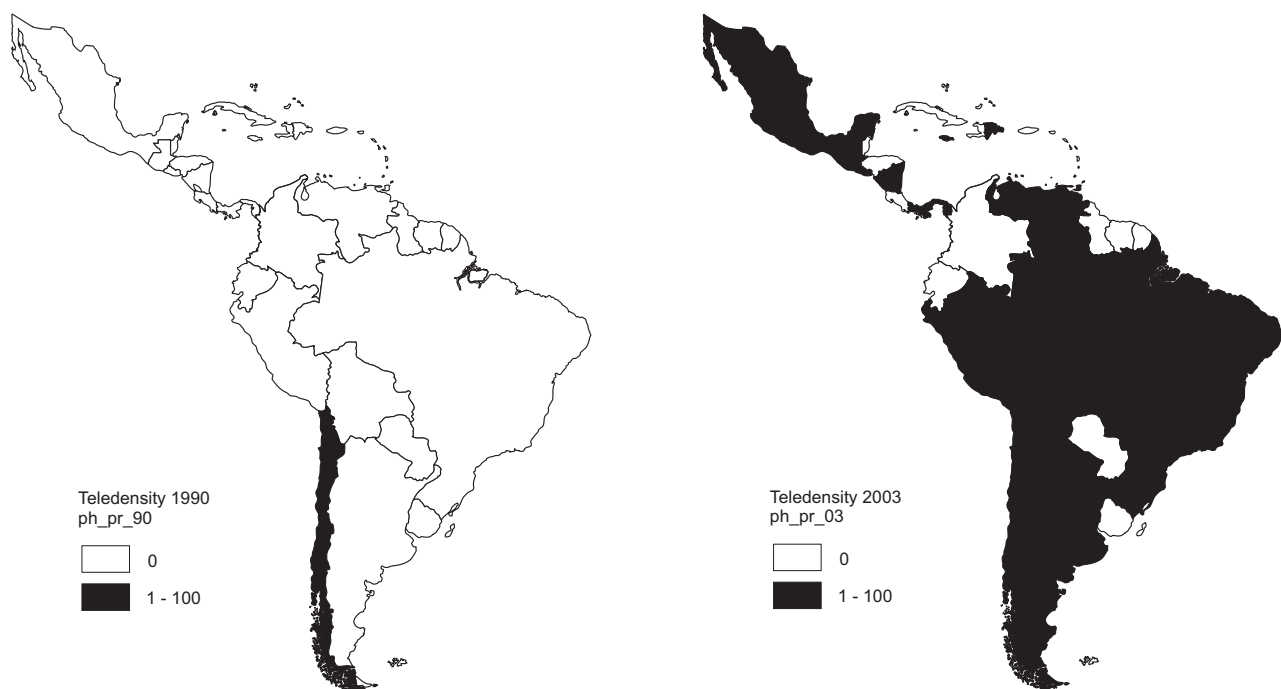 Teledensity 1990
ph_pr_90
0
1 - 100
Teledensity 2003
ph_pr_03
0
1 - 100